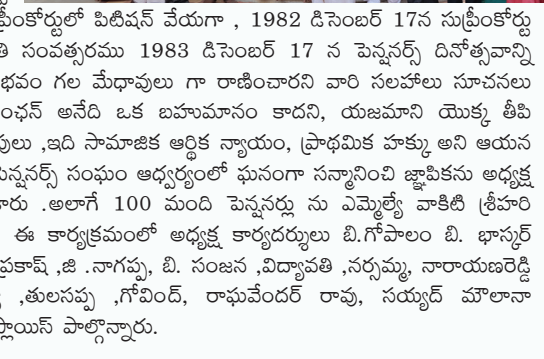 ప్రీంకోర్టులో పిటిషన్ వేయగా , 1982 డిసెంబర్ 17న సుప్రీంకోర్టు
తి సంవత్సరము 1983 డిసెంబర్ 17 న పెన్షనర్స్ దినోత్సవాన్ని
భవం గల మేధావులు గా రాణించారని వారి సలహాలు సూచనలు
ంఛన్ అనేది ఒక బహుమానం కాదని, యజమాని యొక్క తీపి
పులు ,ఇది సామాజిక ఆర్థిక న్యాయం, ప్రాథమిక హక్కు అని ఆయన
పెన్షనర్స్ సంఘం ఆధ్వర్యంలో ఘనంగా సన్మానించి జ్ఞాపికను అధ్యక్ష
ారు .అలాగే 100 మంది పెన్షనర్లు ను ఎమ్మెల్యే వాకిటి శ్రీహరి
ఈ కార్యక్రమంలో అధ్యక్ష కార్యదర్శులు బి.గోపాలం బి. భాస్కర్
ప్రకాష్ ,జి .నాగప్ప, బి. సంజన ,విద్యావతి ,నర్సమ్మ, నారాయణరెడ్డి
,తులసప్ప ,గోవింద్, రాఘవేందర్ రావు, సయ్యద్ మౌలానా
ప్లాయిస్ పాల్గొన్నారు.